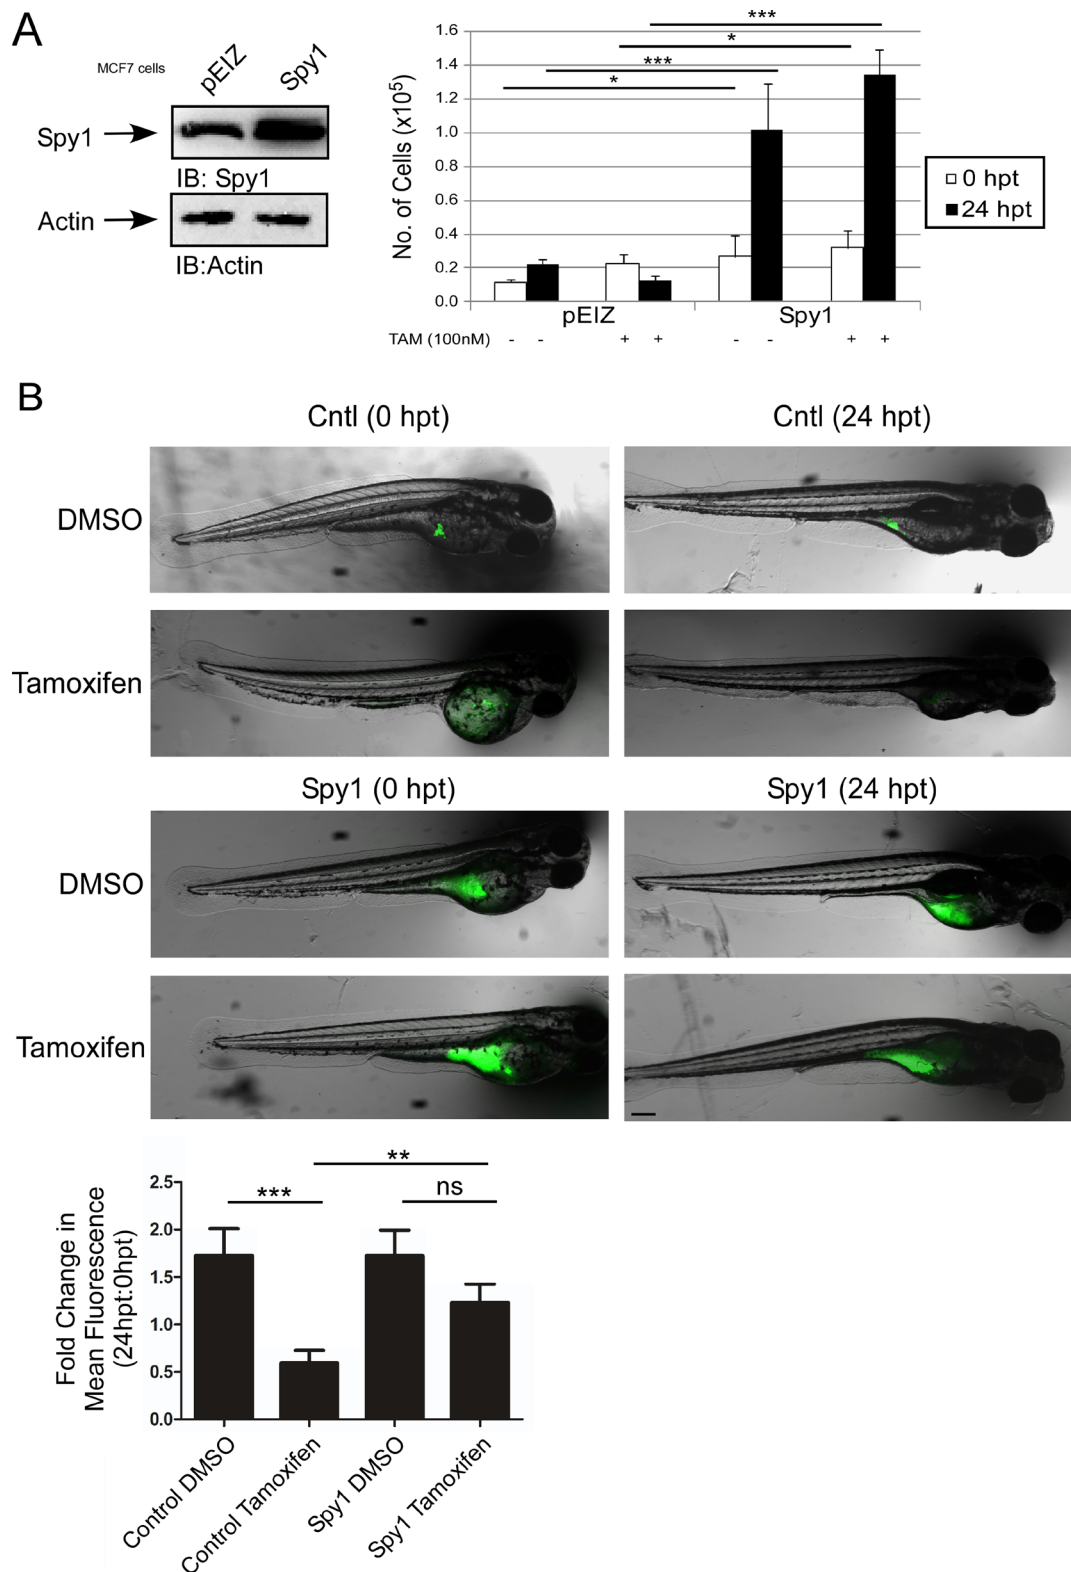 A
MCF7 cells
pEIZ
Spy1
Spy1
IB: Spy1
Actin
IB:Actin
No. of Cells (x10⁵)
1.6
1.4
1.2
1.0
0.8
0.6
0.4
0.2
0.0
***
*
***
*
0 hpt
24 hpt
pEIZ
Spy1
TAM (100nM)
- - + + - - + +
B
Cntl (0 hpt)
Cntl (24 hpt)
DMSO
Tamoxifen
Spy1 (0 hpt)
Spy1 (24 hpt)
DMSO
Tamoxifen
Fold Change in
Mean Fluorescence
(24hpt:0hpt)
2.5
2.0
1.5
1.0
0.5
0.0
**
***
ns
Control DMSO
Control Tamoxifen
Spy1 DMSO
Spy1 Tamoxifen